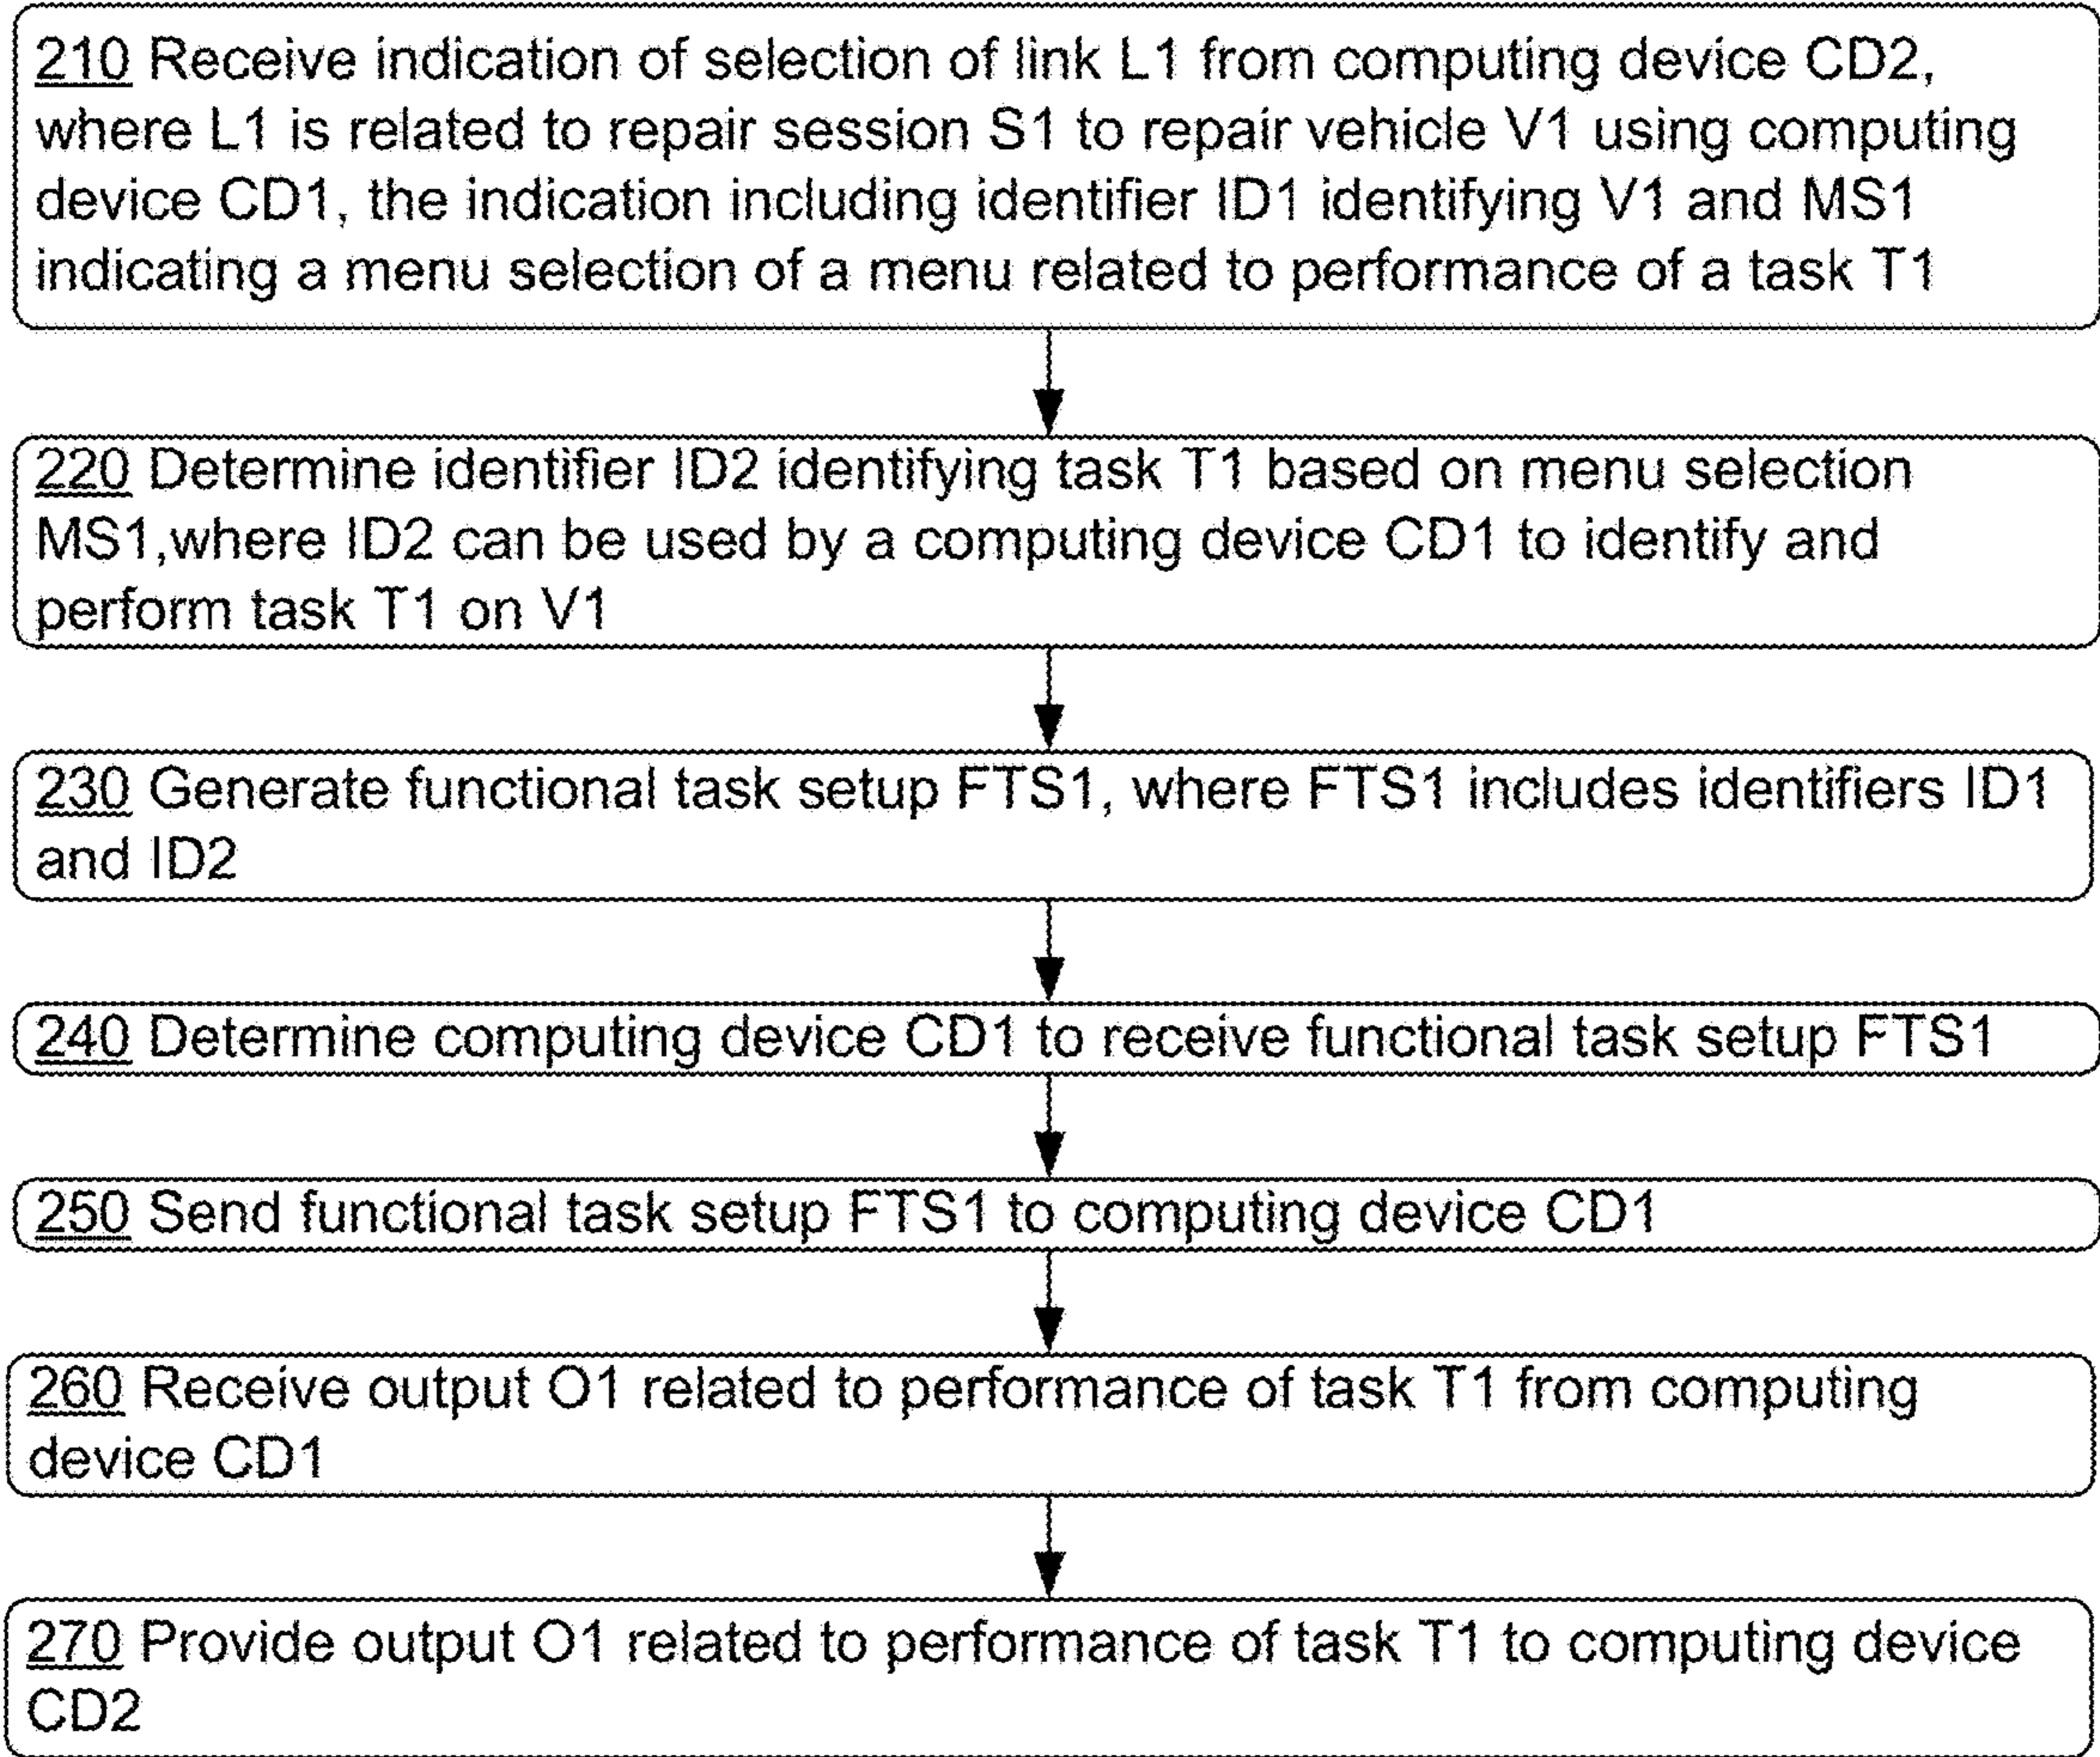 210 Receive indication of selection of link L1 from computing device CD2,
where L1 is related to repair session S1 to repair vehicle V1 using computing
device CD1, the indication including identifier ID1 identifying V1 and MS1
indicating a menu selection of a menu related to performance of a task T1
220 Determine identifier ID2 identifying task T1 based on menu selection
MS1,where ID2 can be used by a computing device CD1 to identify and
perform task T1 on V1
230 Generate functional task setup FTS1, where FTS1 includes identifiers ID1
and ID2
240 Determine computing device CD1 to receive functional task setup FTS1
250 Send functional task setup FTS1 to computing device CD1
260 Receive output O1 related to performance of task T1 from computing
device CD1
270 Provide output O1 related to performance of task T1 to computing device
CD2